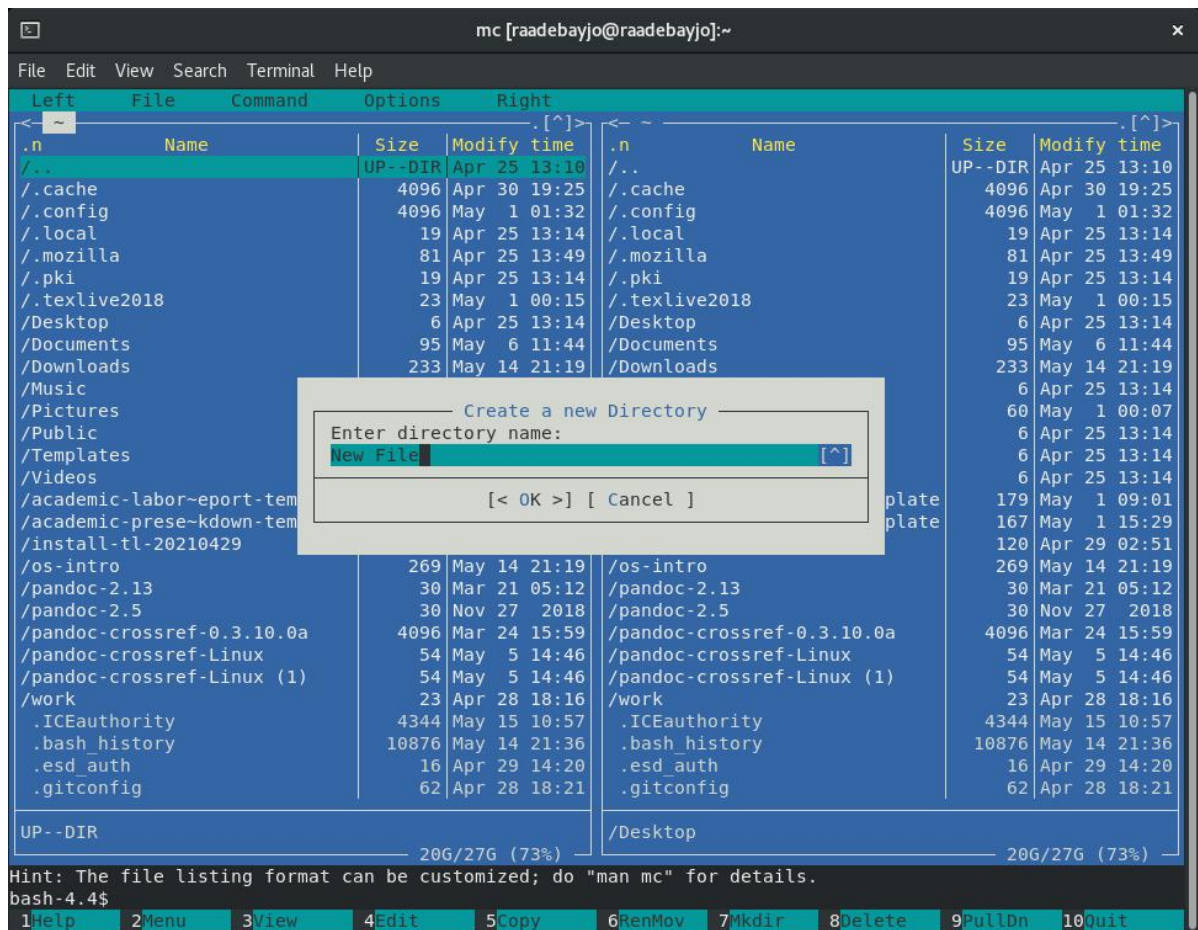 mc [raadebayjo@raadebayjo]:~ ×
File Edit View Search Terminal Help
Left File Command Options Right
<— ~ .[^]> <— ~ .[^]>
.n Name Size Modify time .n Name Size Modify time
/.. UP--DIR Apr 25 13:10 /.. UP--DIR Apr 25 13:10
/.cache 4096 Apr 30 19:25 /.cache 4096 Apr 30 19:25
/.config 4096 May 1 01:32 /.config 4096 May 1 01:32
/.local 19 Apr 25 13:14 /.local 19 Apr 25 13:14
/.mozilla 81 Apr 25 13:49 /.mozilla 81 Apr 25 13:49
/.pki 19 Apr 25 13:14 /.pki 19 Apr 25 13:14
/.texlive2018 23 May 1 00:15 /.texlive2018 23 May 1 00:15
/Desktop 6 Apr 25 13:14 /Desktop 6 Apr 25 13:14
/Documents 95 May 6 11:44 /Documents 95 May 6 11:44
/Downloads 233 May 14 21:19 /Downloads 233 May 14 21:19
/Music 6 Apr 25 13:14
/Pictures Create a new Directory 60 May 1 00:07
/Public Enter directory name: 6 Apr 25 13:14
/Templates New File [^] 6 Apr 25 13:14
/Videos 6 Apr 25 13:14
/academic-labor~eport-tem [< OK >] [ Cancel ] plate 179 May 1 09:01
/academic-prese~kdown-tem plate 167 May 1 15:29
/install-tl-20210429 120 Apr 29 02:51
/os-intro 269 May 14 21:19 /os-intro 269 May 14 21:19
/pandoc-2.13 30 Mar 21 05:12 /pandoc-2.13 30 Mar 21 05:12
/pandoc-2.5 30 Nov 27 2018 /pandoc-2.5 30 Nov 27 2018
/pandoc-crossref-0.3.10.0a 4096 Mar 24 15:59 /pandoc-crossref-0.3.10.0a 4096 Mar 24 15:59
/pandoc-crossref-Linux 54 May 5 14:46 /pandoc-crossref-Linux 54 May 5 14:46
/pandoc-crossref-Linux (1) 54 May 5 14:46 /pandoc-crossref-Linux (1) 54 May 5 14:46
/work 23 Apr 28 18:16 /work 23 Apr 28 18:16
.ICEauthority 4344 May 15 10:57 .ICEauthority 4344 May 15 10:57
.bash_history 10876 May 14 21:36 .bash_history 10876 May 14 21:36
.esd_auth 16 Apr 29 14:20 .esd_auth 16 Apr 29 14:20
.gitconfig 62 Apr 28 18:21 .gitconfig 62 Apr 28 18:21
UP--DIR /Desktop
20G/27G (73%) 20G/27G (73%)
Hint: The file listing format can be customized; do "man mc" for details.
bash-4.4$
1Help 2Menu 3View 4Edit 5Copy 6RenMov 7Mkdir 8Delete 9PullDn 10Quit